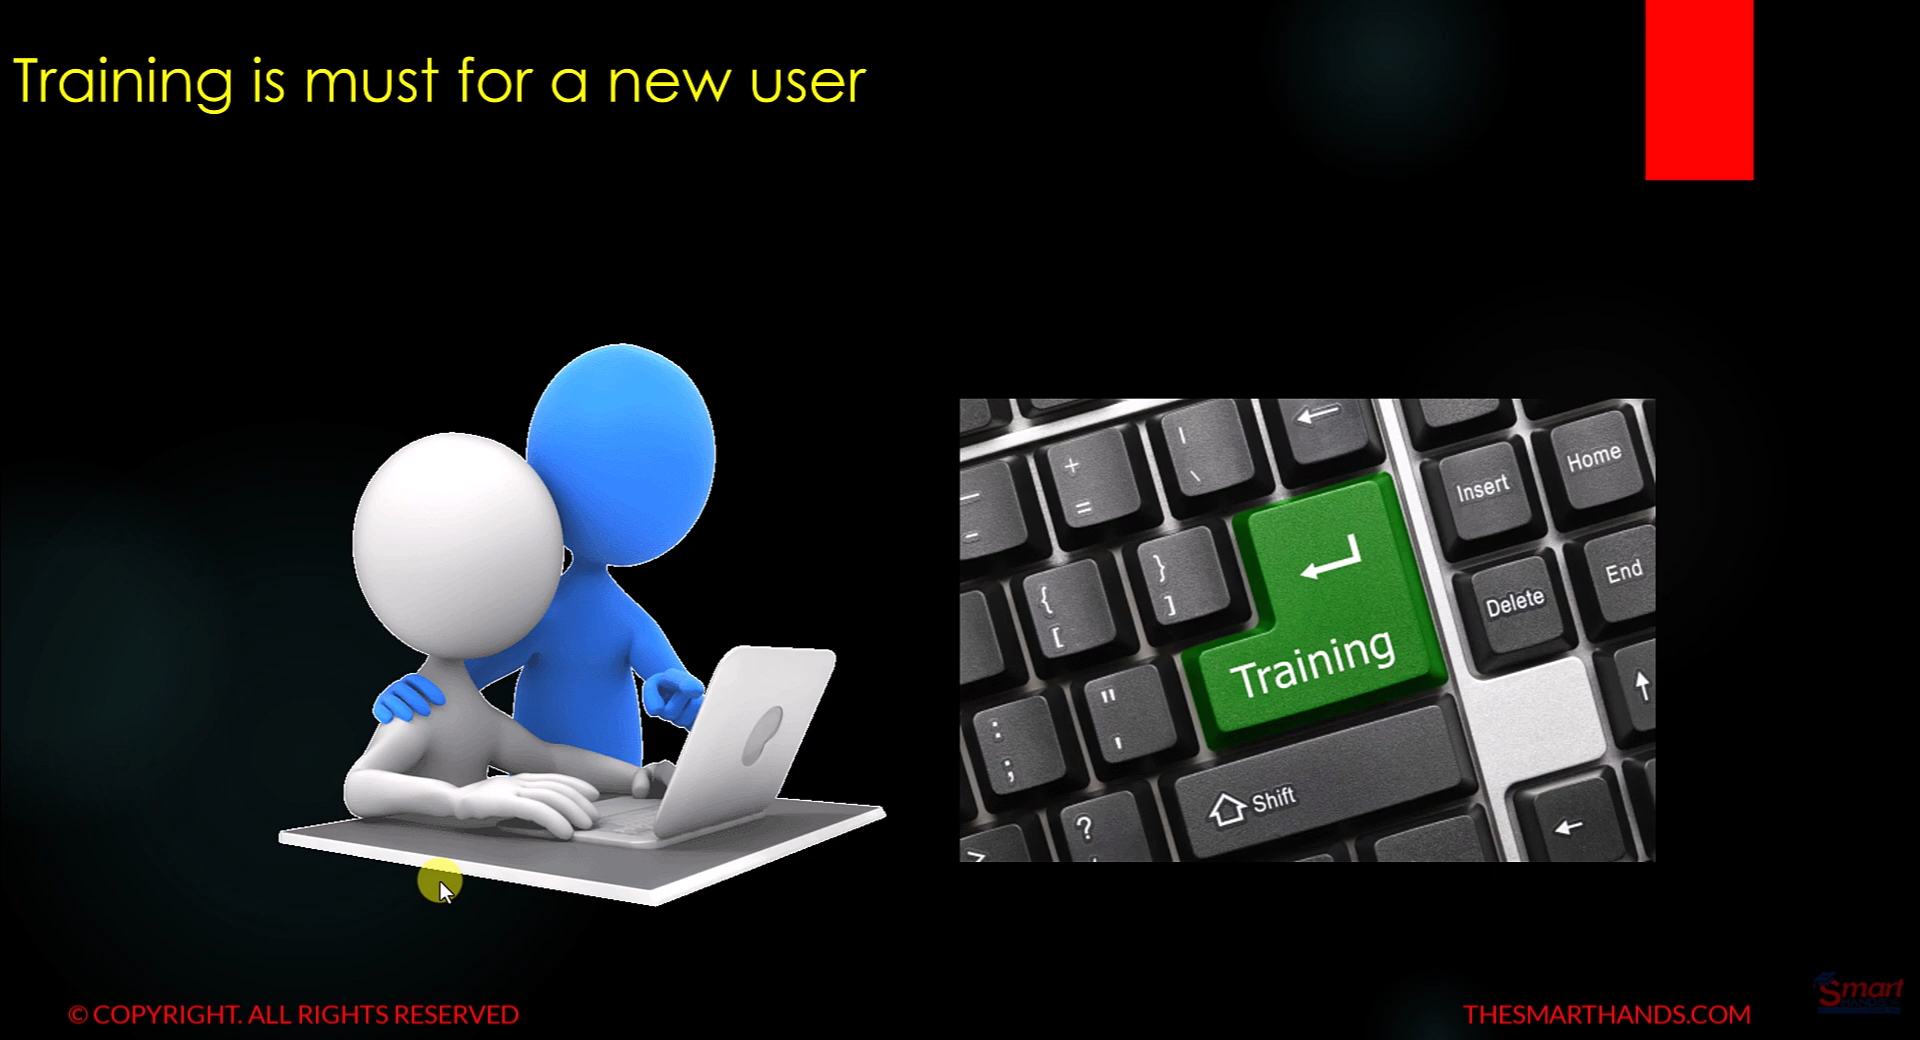 Training is must for a new user
Home
Insert
End
Delete
+
=
|
\
{
[
}
]
Training
"
'
:
;
Shift
?
>
© COPYRIGHT. ALL RIGHTS RESERVED
THESMARTHANDS.COM
Smart